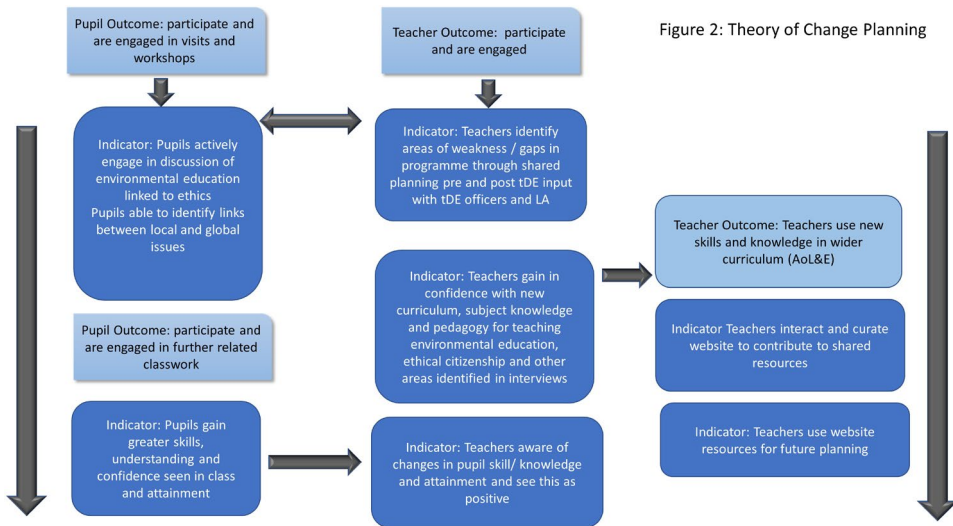 Figure 2: Theory of Change Planning
Pupil Outcome: participate and
are engaged in visits and
workshops
Teacher Outcome:  participate
and are engaged
Indicator: Pupils actively
engage in discussion of
environmental education
linked to ethics
Pupils able to identify links
between local and global
issues
Indicator: Teachers identify
areas of weakness / gaps in
programme through shared
planning pre and post tDE input
with tDE officers and LA
Teacher Outcome: Teachers use new
skills and knowledge in wider
curriculum (AoL&E)
Indicator: Teachers gain in
confidence with new
curriculum, subject knowledge
and pedagogy for teaching
environmental education,
ethical citizenship and other
areas identified in interviews
Pupil Outcome: participate and
are engaged in further related
classwork
Indicator Teachers interact and curate
website to contribute to shared
resources
Indicator: Pupils gain
greater skills,
understanding and
confidence seen in class
and attainment
Indicator: Teachers aware of
changes in pupil skill/ knowledge
and attainment and see this as
positive
Indicator: Teachers use website
resources for future planning